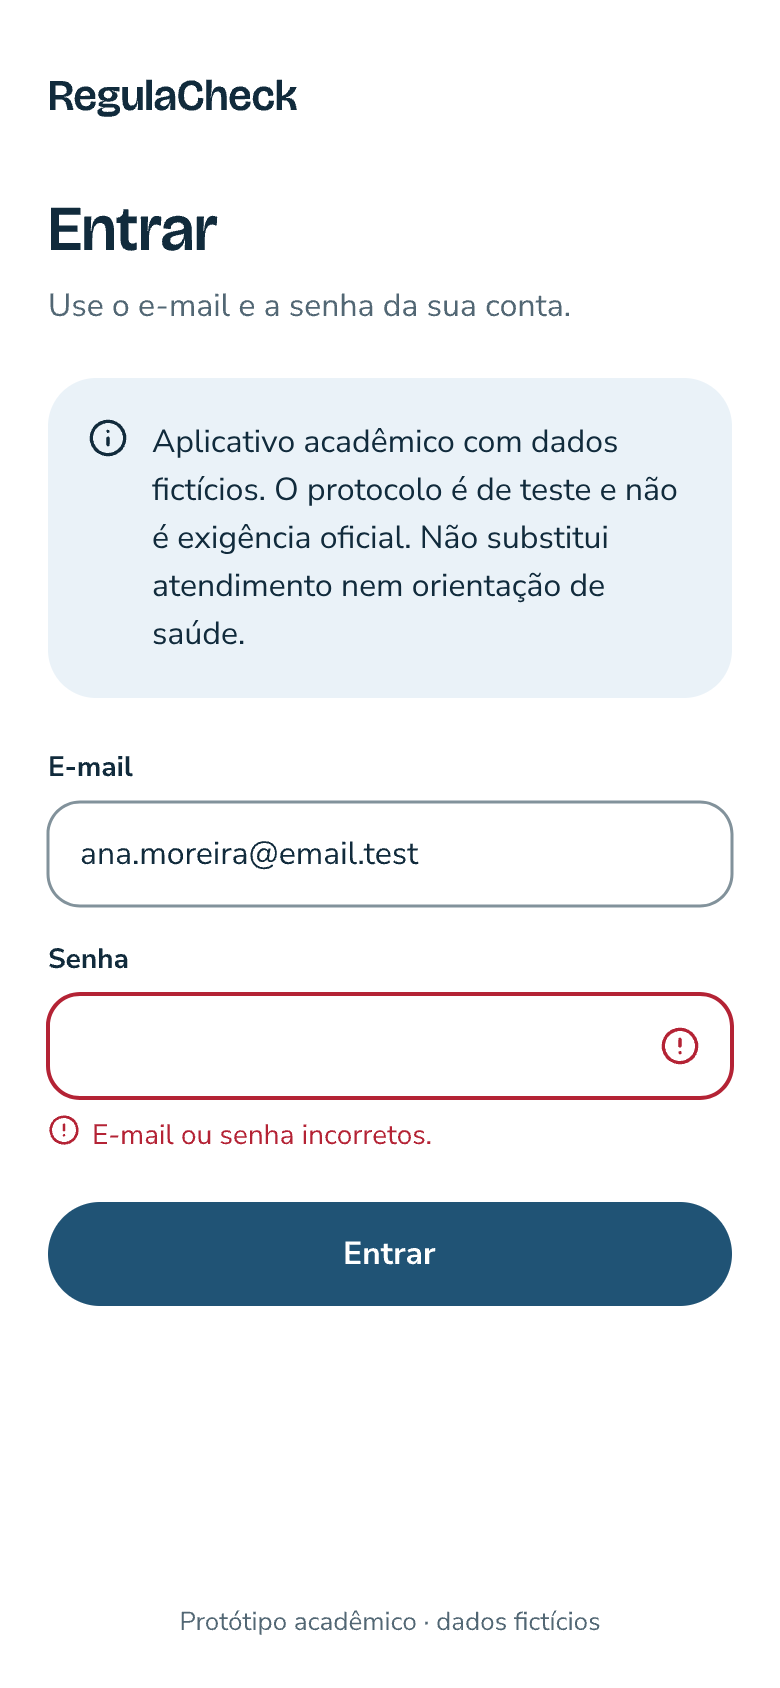 RegulaCheck
Entrar
Use o e-mail e a senha da sua conta.
Aplicativo acadêmico com dados
fictícios. O protocolo é de teste e não
é exigência oficial. Não substitui
atendimento nem orientação de
saúde.
E-mail
ana.moreira@email.test
Senha
E-mail ou senha incorretos.
Entrar
Protótipo acadêmico · dados fictícios